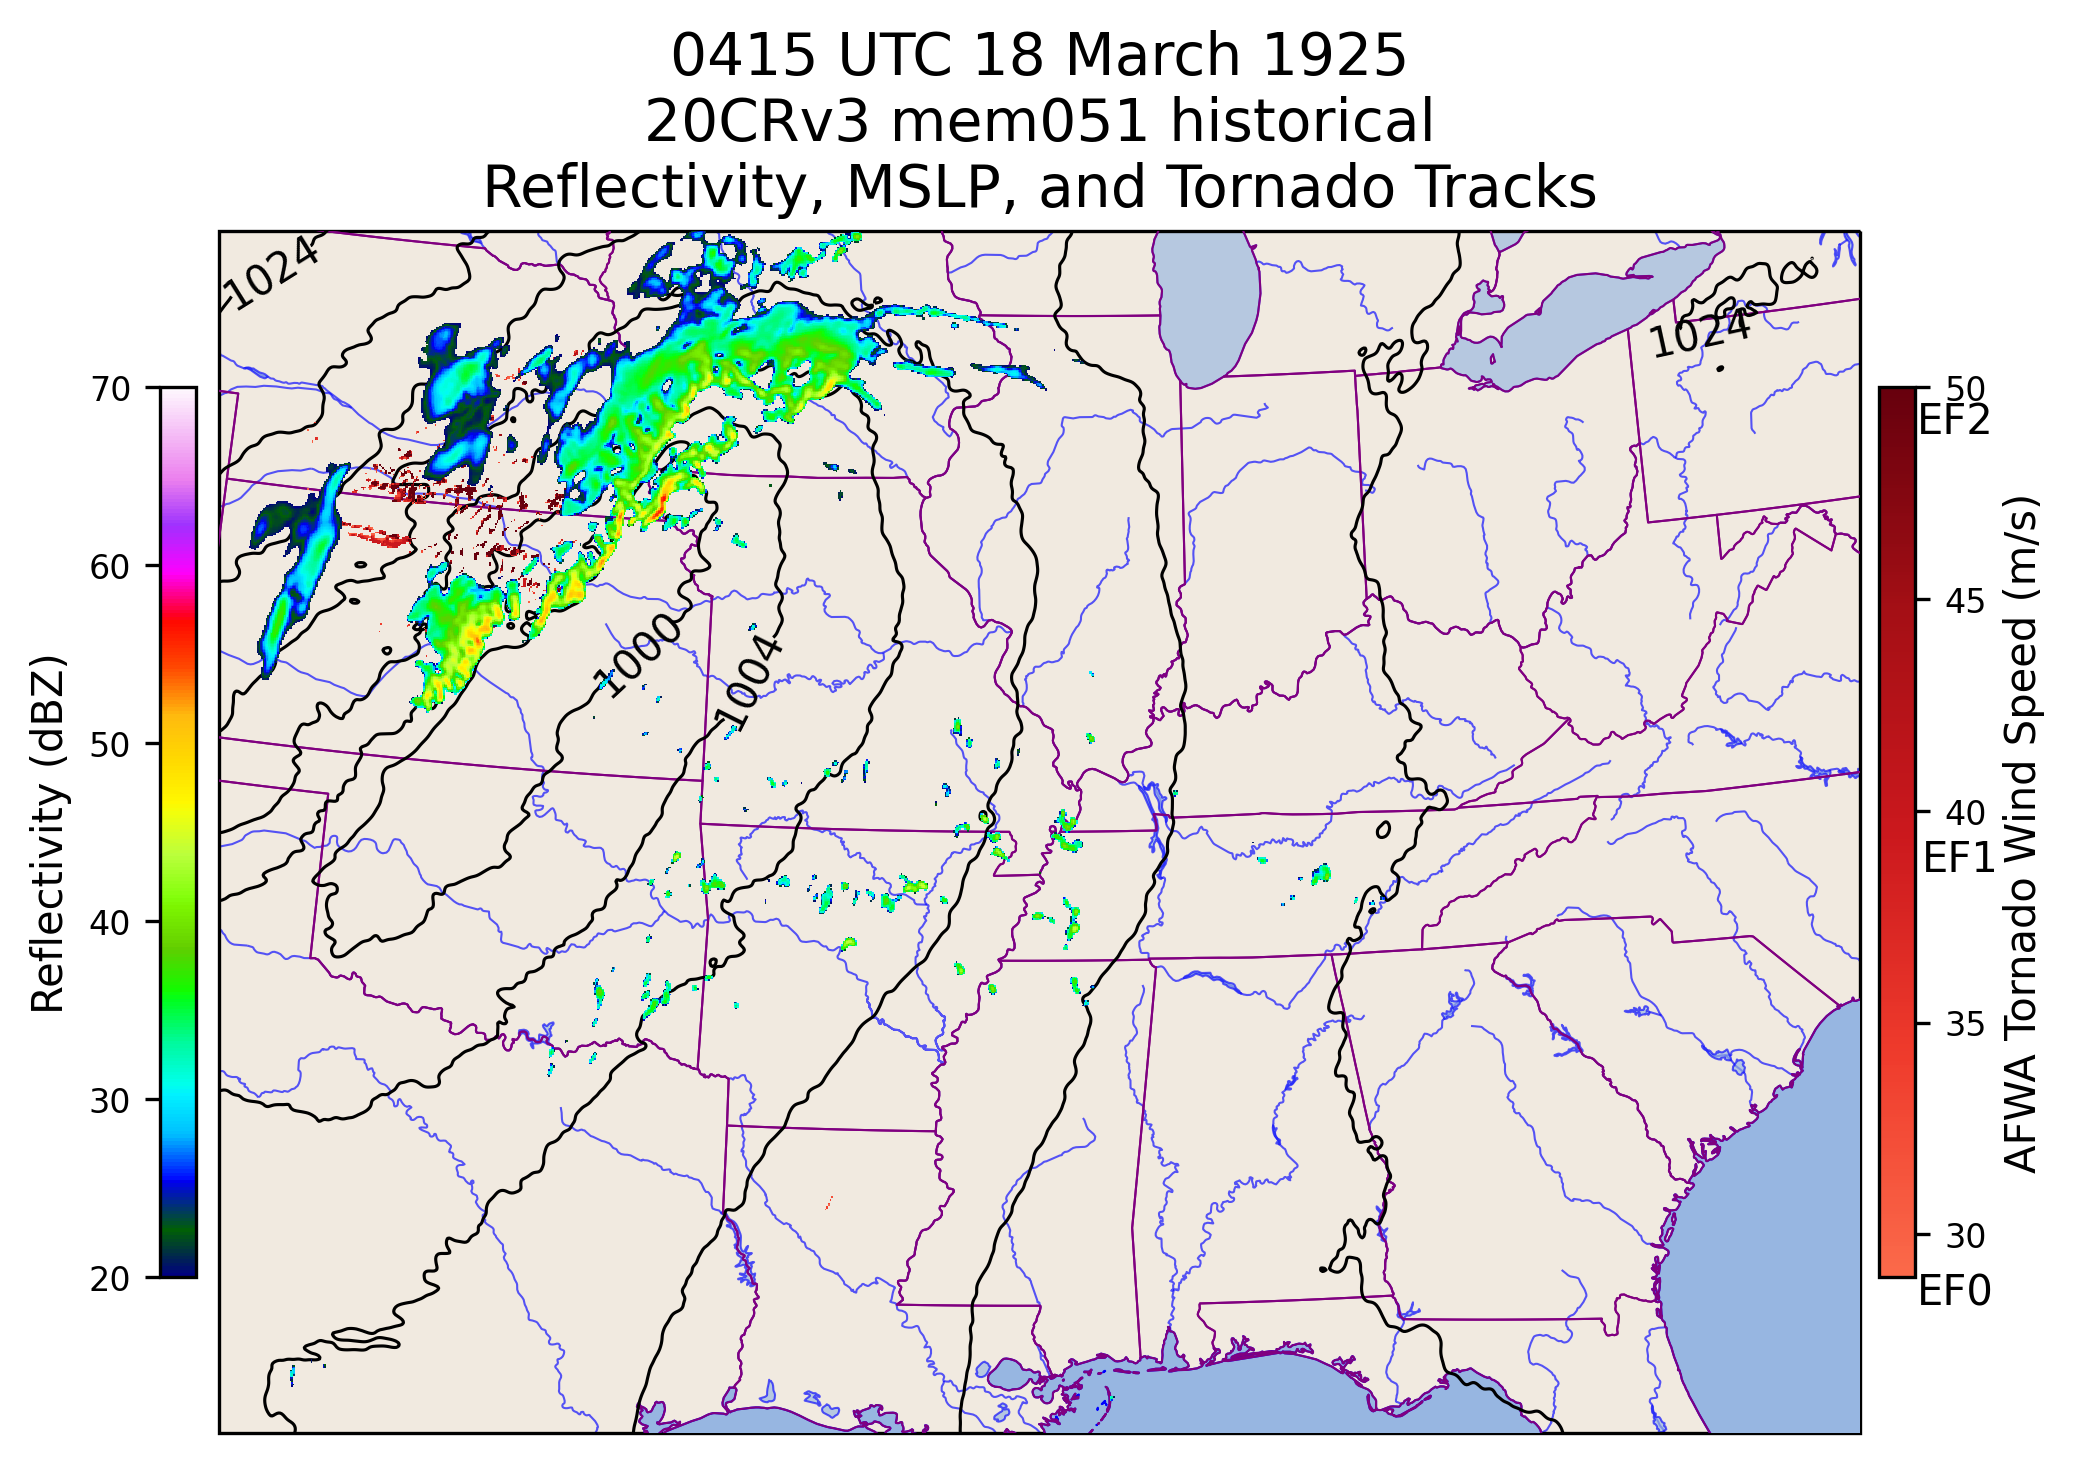 0415 UTC 18 March 1925
20CRv3 mem051 historical
Reflectivity, MSLP, and Tornado Tracks
1024
1024
1000
1004
70
60
50
40
30
20
Reflectivity (dBZ)
50
EF2
45
40
EF1
35
30
EF0
AFWA Tornado Wind Speed (m/s)